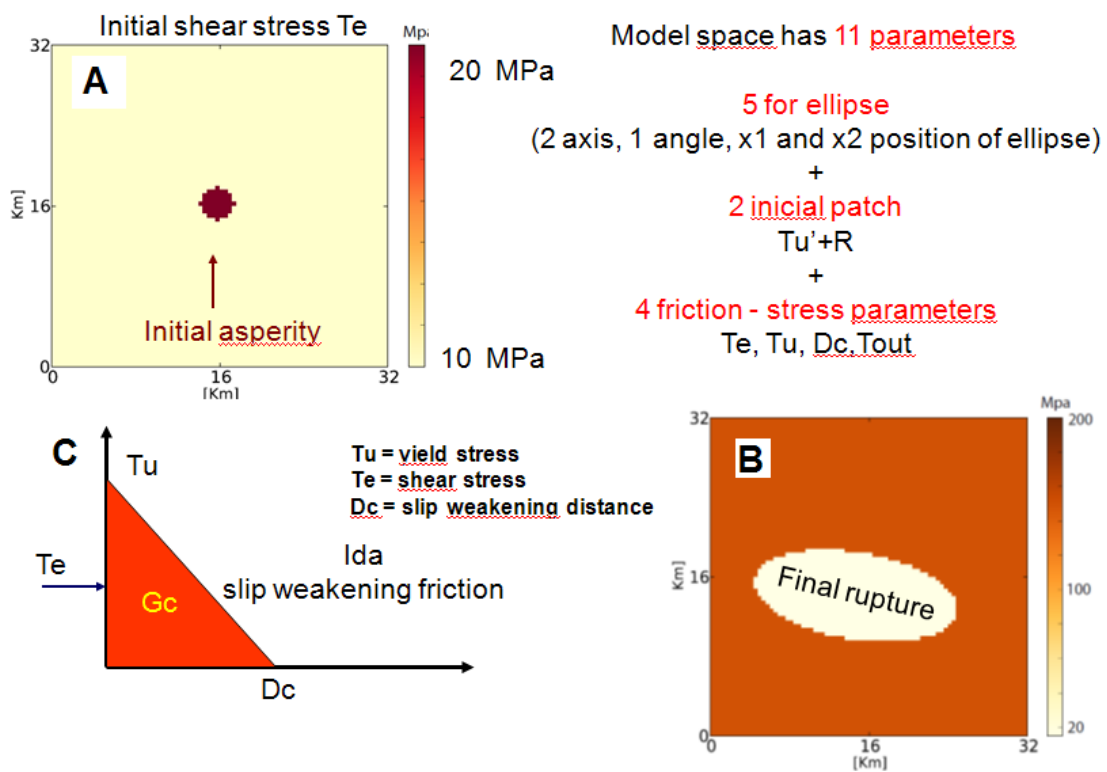 Initial shear stress Te
Mpa
32
A
20 MPa
Km]
16
Initial asperity
10 MPa
0
0
16
32
[Km]
Model space has 11 parameters
5 for ellipse
(2 axis, 1 angle, x1 and x2 position of ellipse)
+
2 inicial patch
Tu'+R
+
4 friction - stress parameters
Te, Tu, Dc,Tout
C
Tu
Tu = yield stress
Te = shear stress
Dc = slip weakening distance
Te
Ida
slip weakening friction
Gc
Dc
Mpa
32
200
B
Km]
16
Final rupture
100
20
0
0
16
32
[Km]